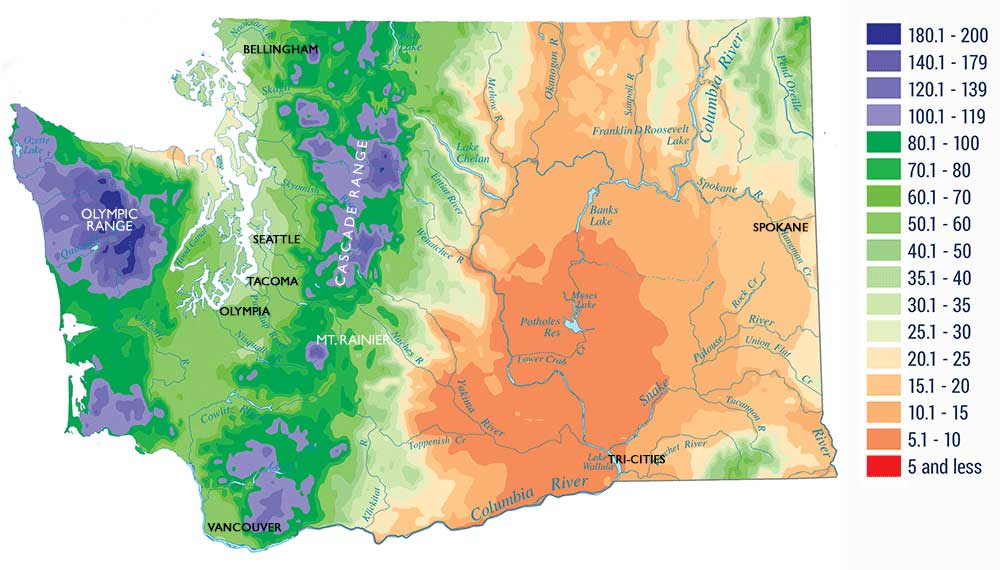 Nooksack R
BELLINGHAM
Lake
Skagit
Ozette
Lake
OLYMPIC
RANGE
Skykomish
SEATTLE
Hood Canal
TACOMA
OLYMPIA
CASCADE RANGE
MT. RAINIER
Nisqually R
Cowlitz R
VANCOUVER
Methow R
Okanogan R
Sanpoil R
Columbia River
Pend Oreille
Franklin D Roosevelt
Lake
Lake
Chelan
Entiat River
Wenatchee R
Spokane R
Banks
Lake
SPOKANE
Hangman Cr
Moses
Lake
Potholes
Res
Rock Cr
River
Union Flat
Cr
Palouse
Lower Crab
Cr
Naches R
Yakima
River
Toppenish Cr
Snake
Tucannon
R
River
Lake
Wallula
TRI-CITIES
Klickitat
R
Columbia River
180.1 - 200
140.1 - 179
120.1 - 139
100.1 - 119
80.1 - 100
70.1 - 80
60.1 - 70
50.1 - 60
40.1 - 50
35.1 - 40
30.1 - 35
25.1 - 30
20.1 - 25
15.1 - 20
10.1 - 15
5.1 - 10
5 and less